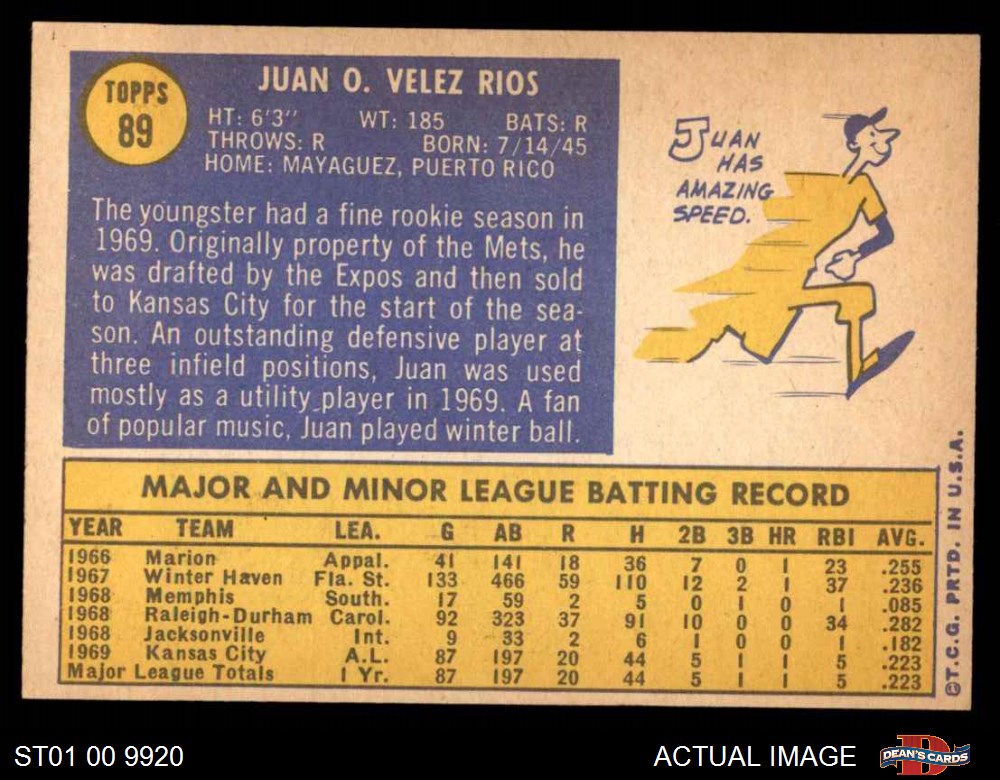 TOPPS
89
JUAN O. VELEZ RIOS
HT: 6'3" WT: 185 BATS: R
THROWS: R BORN: 7/14/45
HOME: MAYAGUEZ, PUERTO RICO
The youngster had a fine rookie season in
1969. Originally property of the Mets, he
was drafted by the Expos and then sold
to Kansas City for the start of the sea-
son. An outstanding defensive player at
three infield positions, Juan was used
mostly as a utility player in 1969. A fan
of popular music, Juan played winter ball.
JUAN
HAS
AMAZING
SPEED.
MAJOR AND MINOR LEAGUE BATTING RECORD
YEAR TEAM LEA. G AB R H 2B 3B HR RBI AVG.
1966 Marion Appal. 41 141 18 36 7 0 1 23 .255
1967 Winter Haven Fla. St. 133 466 59 110 12 2 1 37 .236
1968 Memphis South. 17 59 2 5 0 1 0 1 .085
1968 Raleigh-Durham Carol. 92 323 37 91 10 0 0 34 .282
1968 Jacksonville Int. 9 33 2 6 1 0 0 1 .182
1969 Kansas City A.L. 87 197 20 44 5 1 1 5 .223
Major League Totals 1 Yr. 87 197 20 44 5 1 1 5 .223
©T.C.G. PRTD. IN U.S.A.
ST01 00 9920
ACTUAL IMAGE
DEAN'S CARDS